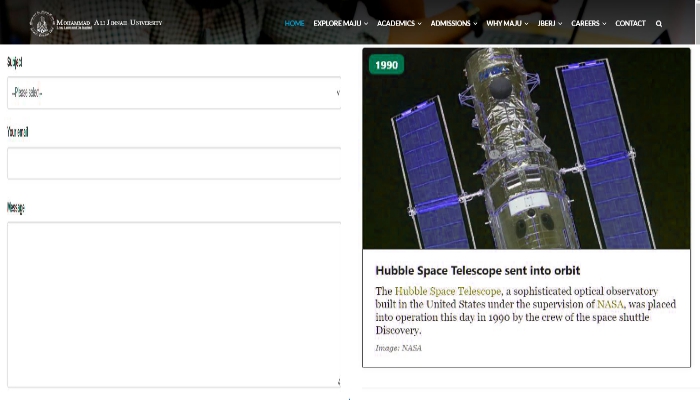 Mohammad Ali Jinnah University
HOME EXPLORE MAJU ACADEMICS ADMISSIONS WHY MAJU JBERJ CAREERS CONTACT
Subject
--Please select--
Your email
Message
1990
Hubble Space Telescope sent into orbit
The Hubble Space Telescope, a sophisticated optical observatory
built in the United States under the supervision of NASA, was placed
into operation this day in 1990 by the crew of the space shuttle
Discovery.
Image: NASA